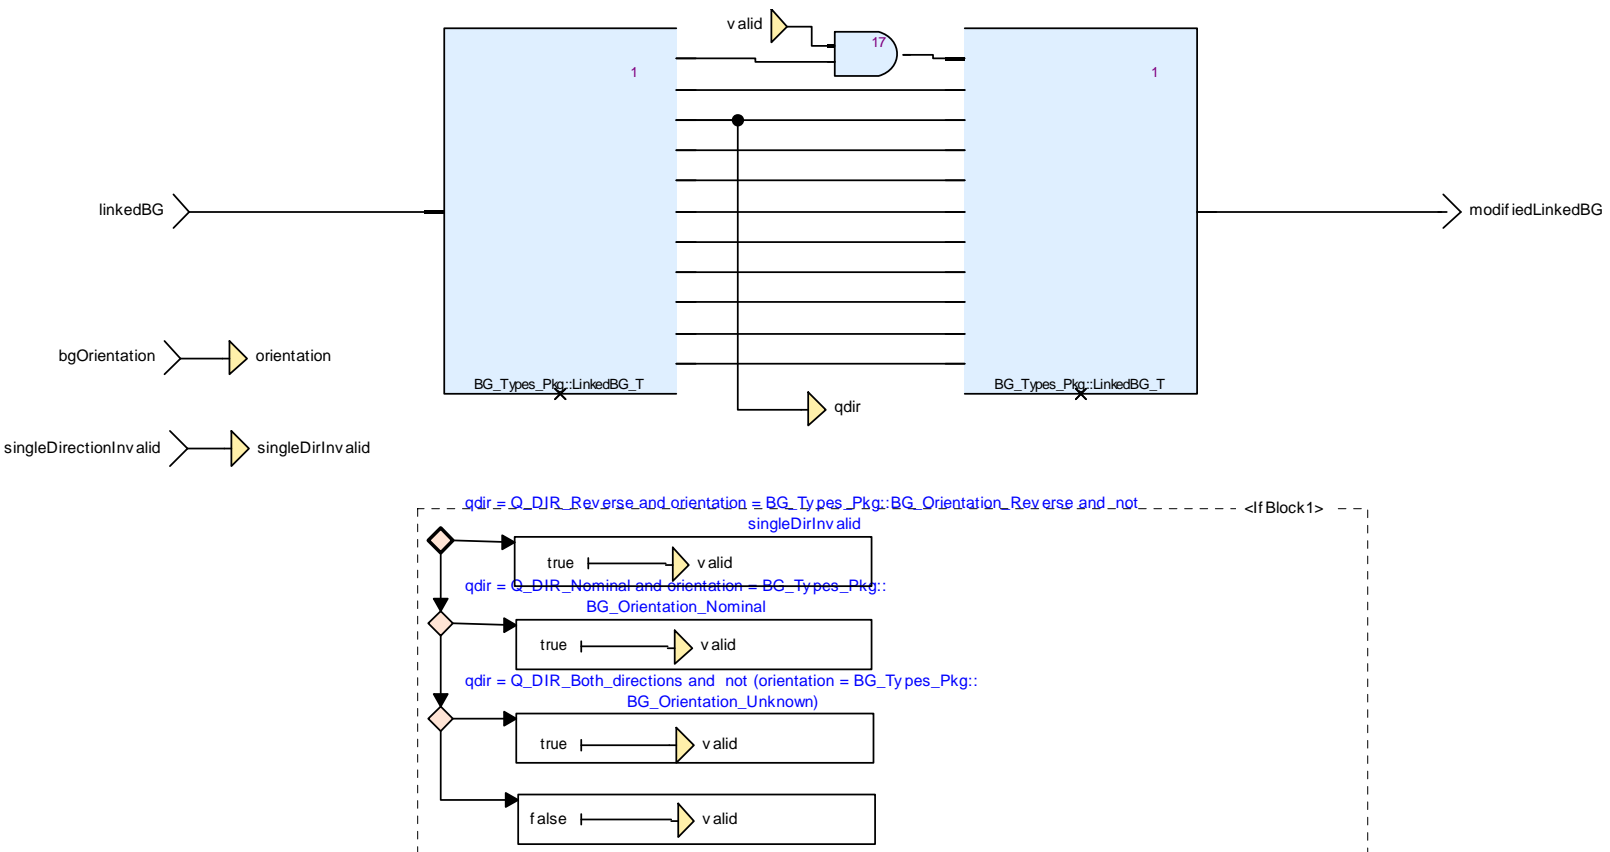 valid
17
1
1
linkedBG
modifiedLinkedBG
bgOrientation
orientation
BG_Types_Pkg::LinkedBG_T
BG_Types_Pkg::LinkedBG_T
qdir
singleDirectionInvalid
singleDirInvalid
qdir = Q_DIR_Reverse and orientation = BG_Types_Pkg::BG_Orientation_Reverse and not
singleDirInvalid
<IfBlock1>
true
valid
qdir = Q_DIR_Nominal and orientation = BG_Types_Pkg::
BG_Orientation_Nominal
true
valid
qdir = Q_DIR_Both_directions and not (orientation = BG_Types_Pkg::
BG_Orientation_Unknown)
true
valid
false
valid